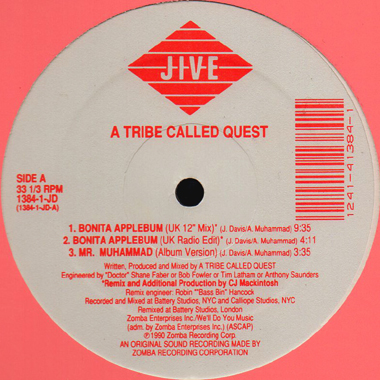 JIVE
A TRIBE CALLED QUEST
SIDE A
33 1/3 RPM
1384-1-JD
(1384-1-JD-A)
1241-41384-1
1. BONITA APPLEBUM (UK 12" Mix)* (J. Davis/A. Muhammad) 9:35
2. BONITA APPLEBUM (UK Radio Edit)* (J. Davis/A. Muhammad) 4:11
3. MR. MUHAMMAD (Album Version) (J. Davis/A. Muhammad) 3:35
Written, Produced and Mixed by A TRIBE CALLED QUEST
Engineered by "Doctor" Shane Faber or Bob Fowler or Tim Latham or Anthony Saunders
*Remix and Additional Production by CJ Mackintosh
Remix engineer: Robin "Bass Bin" Hancock
Recorded and Mixed at Battery Studios, NYC and Calliope Studios, NYC
Remixed at Battery Studios, London
Zomba Enterprises Inc./We'll Do You Music
(adm. by Zomba Enterprises Inc.) (ASCAP)
℗1990 Zomba Recording Corp.
AN ORIGINAL SOUND RECORDING MADE BY
ZOMBA RECORDING CORPORATION